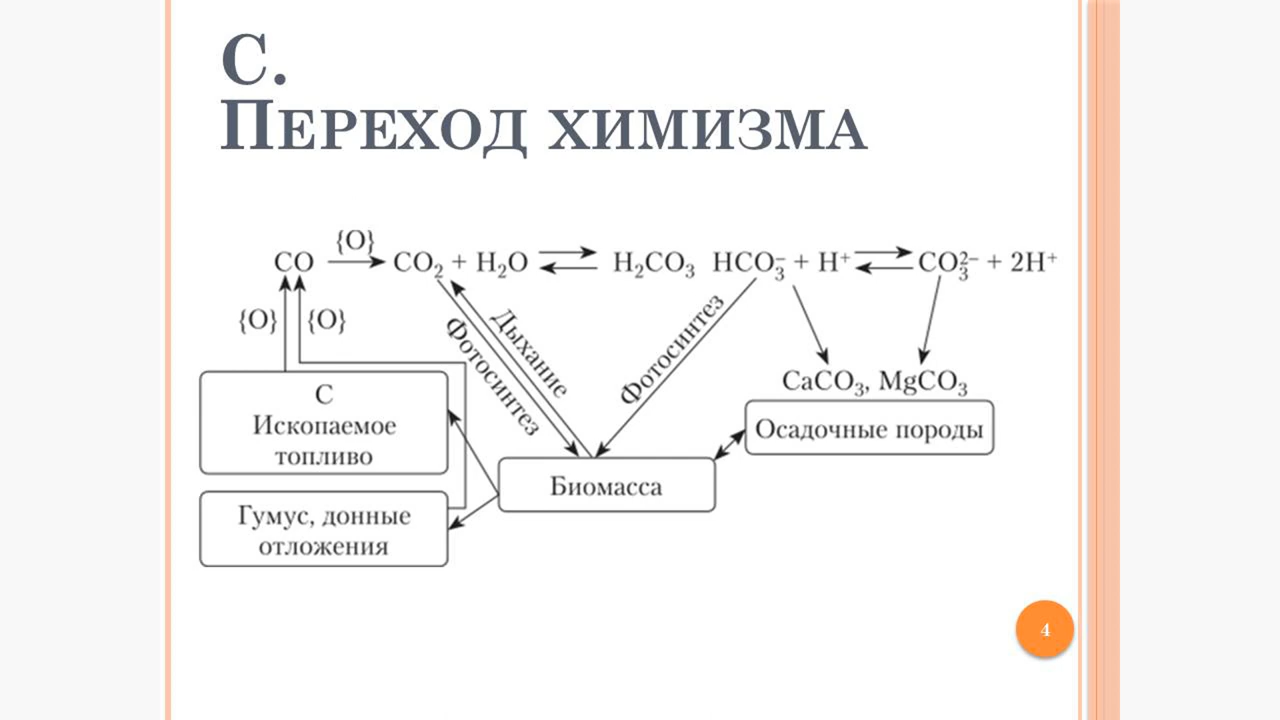 С.
Переход химизма
{O}
CO → CO₂ + H₂O ⇌ H₂CO₃ HCO₃⁻ + H⁺ ⇌ CO₃²⁻ + 2H⁺
{O} {O}
Дыхание
Фотосинтез
Фотосинтез
CaCO₃, MgCO₃
С
Ископаемое
топливо
Осадочные породы
Биомасса
Гумус, донные
отложения
4